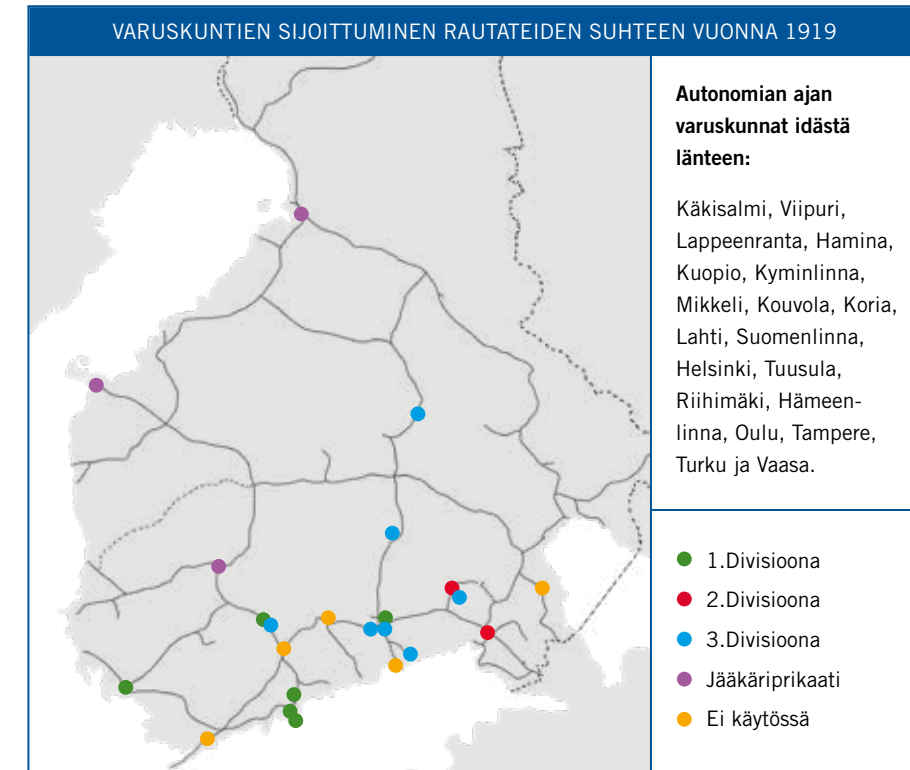 VARUSKUNTIEN SIJOITTUMINEN RAUTATEIDEN SUHTEEN VUONNA 1919
Autonomian ajan
varuskunnat idästä
länteen:
Käkisalmi, Viipuri,
Lappeenranta, Hamina,
Kuopio, Kyminlinna,
Mikkeli, Kouvola, Koria,
Lahti, Suomenlinna,
Helsinki, Tuusula,
Riihimäki, Hämeen-
linna, Oulu, Tampere,
Turku ja Vaasa.
1.Divisioona
2.Divisioona
3.Divisioona
Jääkäriprikaati
Ei käytössä